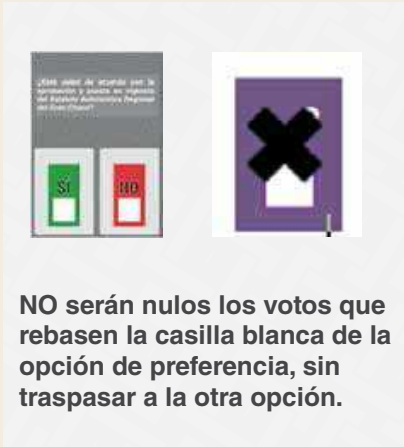 ¿Está usted de acuerdo con la
aprobación y puesta en vigencia
del Estatuto Autonómico Regional
del Gran Chaco?
SÍ NO
NO serán nulos los votos que
rebasen la casilla blanca de la
opción de preferencia, sin
traspasar a la otra opción.